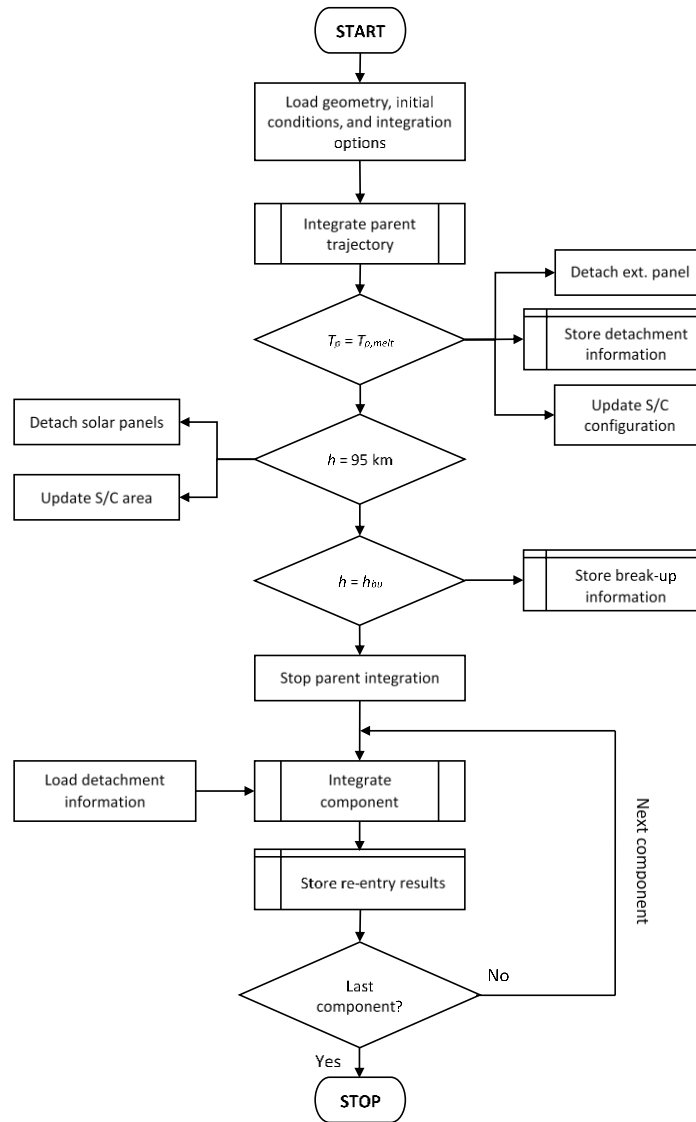 START
Load geometry, initial
conditions, and integration
options
Integrate parent
trajectory
Detach ext. panel
Tp = Tp,melt
Store detachment
information
Update S/C
configuration
Detach solar panels
h = 95 km
Update S/C area
h = hbu
Store break-up
information
Stop parent integration
Load detachment
information
Integrate
component
Next component
Store re-entry results
Last
component?
No
Yes
STOP